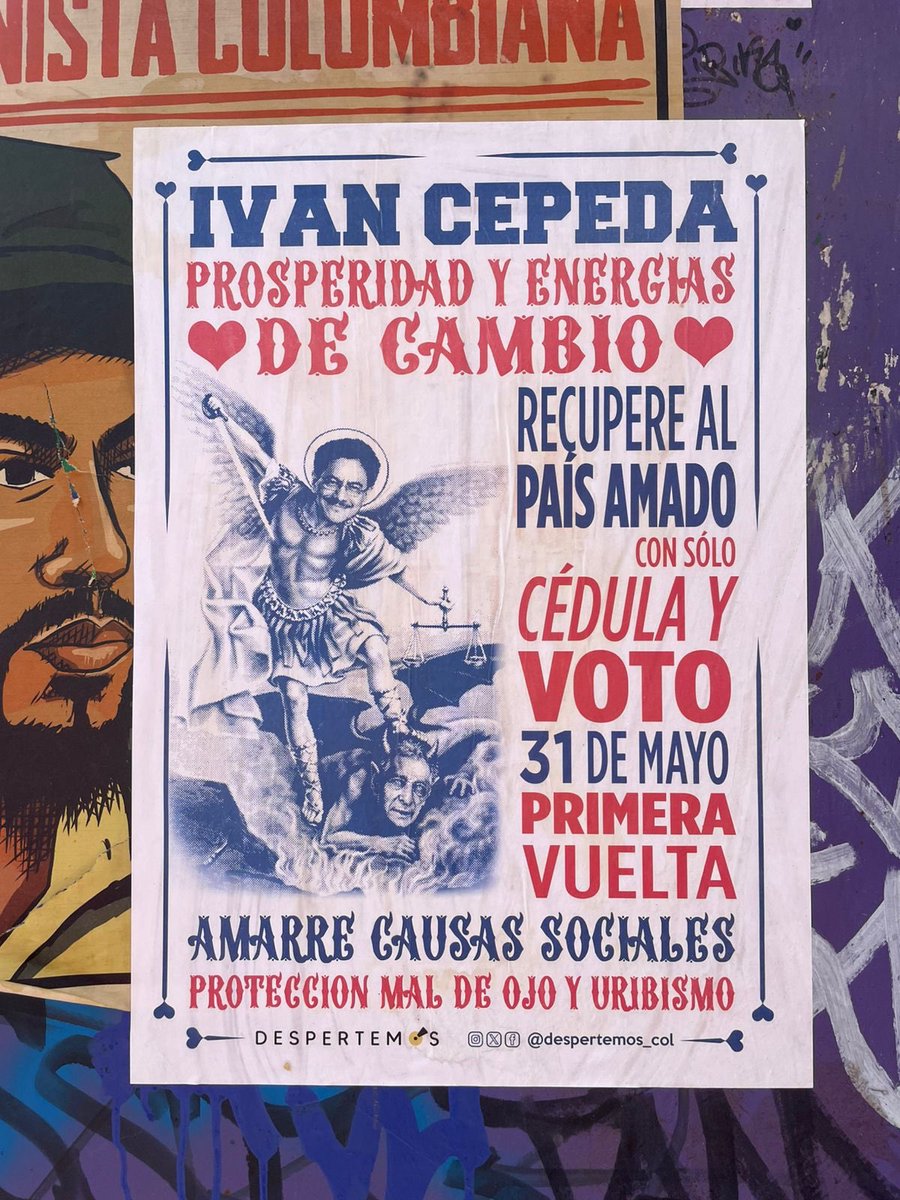 NISTA COLOMBIANA
IVAN CEPEDA
PROSPERIDAD Y ENERGIAS
DE CAMBIO
RECUPERE AL
PAÍS AMADO
CON SÓLO
CÉDULA Y
VOTO
31 DE MAYO
PRIMERA
VUELTA
AMARRE CAUSAS SOCIALES
PROTECCION MAL DE OJO Y URIBISMO
DESPERTEMOS
@despertemos_col